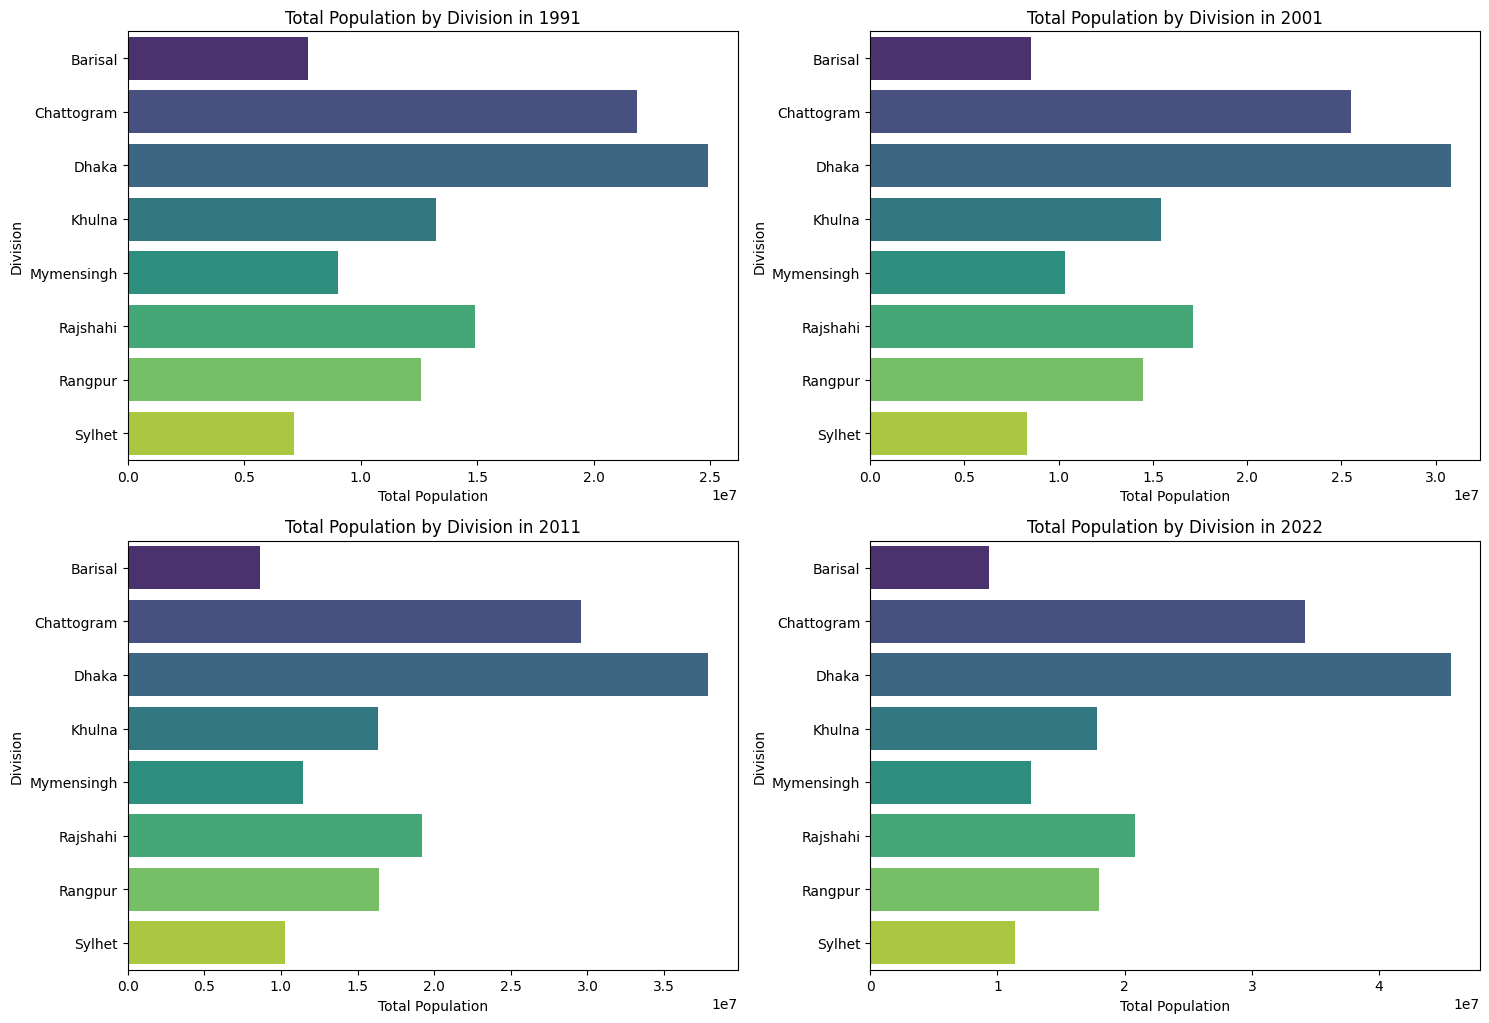 Total Population by Division in 1991
Division
Barisal
Chattogram
Dhaka
Khulna
Mymensingh
Rajshahi
Rangpur
Sylhet
0.0 0.5 1.0 1.5 2.0 2.5
Total Population
1e7
Total Population by Division in 2001
Division
Barisal
Chattogram
Dhaka
Khulna
Mymensingh
Rajshahi
Rangpur
Sylhet
0.0 0.5 1.0 1.5 2.0 2.5 3.0
Total Population
1e7
Total Population by Division in 2011
Division
Barisal
Chattogram
Dhaka
Khulna
Mymensingh
Rajshahi
Rangpur
Sylhet
0.0 0.5 1.0 1.5 2.0 2.5 3.0 3.5
Total Population
1e7
Total Population by Division in 2022
Division
Barisal
Chattogram
Dhaka
Khulna
Mymensingh
Rajshahi
Rangpur
Sylhet
0 1 2 3 4
Total Population
1e7